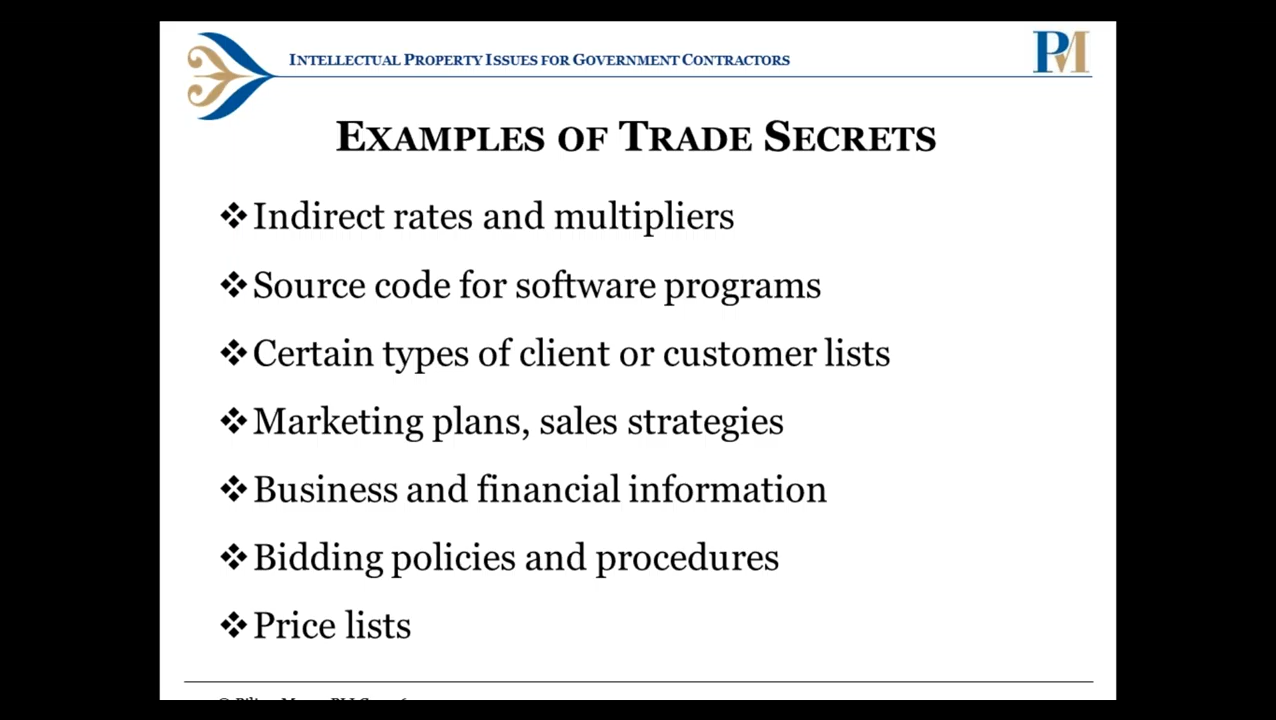 INTELLECTUAL PROPERTY ISSUES FOR GOVERNMENT CONTRACTORS
PM
EXAMPLES OF TRADE SECRETS
❖Indirect rates and multipliers
❖Source code for software programs
❖Certain types of client or customer lists
❖Marketing plans, sales strategies
❖Business and financial information
❖Bidding policies and procedures
❖Price lists